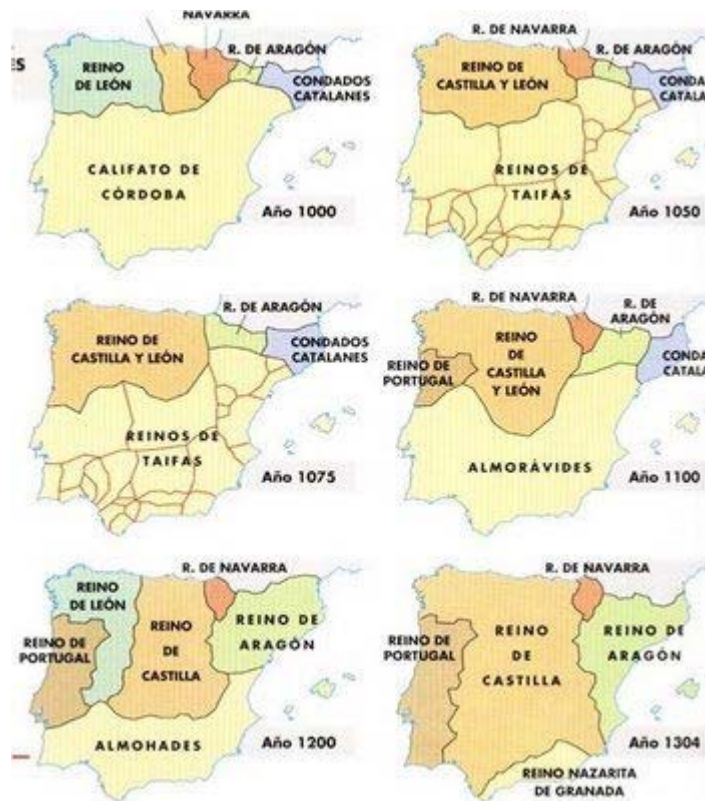 NAVARRA
ES
R. DE ARAGÓN
REINO
DE LEÓN
CONDADOS
CATALANES
CALIFATO DE
CÓRDOBA
Año 1000
R. DE NAVARRA
R. DE ARAGÓN
REINO DE
CASTILLA Y LEÓN
CONDA
CATALA
REINOS DE
TAIFAS
Año 1050
R. DE ARAGÓN
REINO DE
CASTILLA Y LEÓN
CONDADOS
CATALANES
REINOS DE
TAIFAS
Año 1075
R. DE NAVARRA
R. DE
ARAGÓN
REINO
DE
CASTILLA
Y LEÓN
REINO DE
PORTUGAL
CONDA
CATALA
ALMORÁVIDES
Año 1100
R. DE NAVARRA
REINO
DE LEÓN
REINO DE
PORTUGAL
REINO
DE
CASTILLA
REINO DE
ARAGÓN
ALMOHADES
Año 1200
R. DE NAVARRA
REINO DE
PORTUGAL
REINO
DE
CASTILLA
REINO DE
ARAGÓN
Año 1304
REINO NAZARITA
DE GRANADA